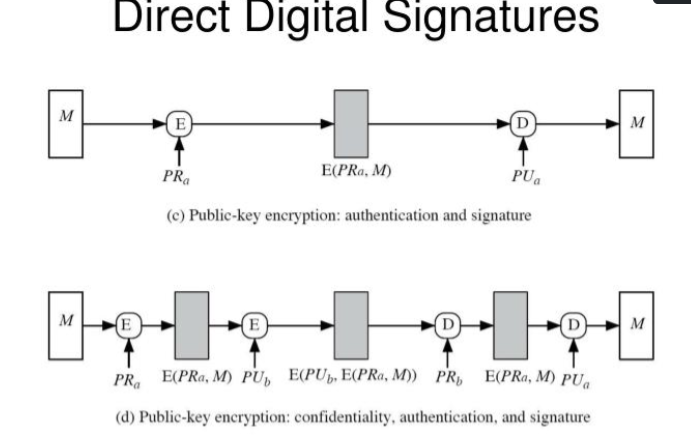 Direct Digital Signatures
M E D M
PRa E(PRa, M) PUa
(c) Public-key encryption: authentication and signature
M E E D D M
PRa E(PRa, M) PUb E(PUb, E(PRa, M)) PRb E(PRa, M) PUa
(d) Public-key encryption: confidentiality, authentication, and signature